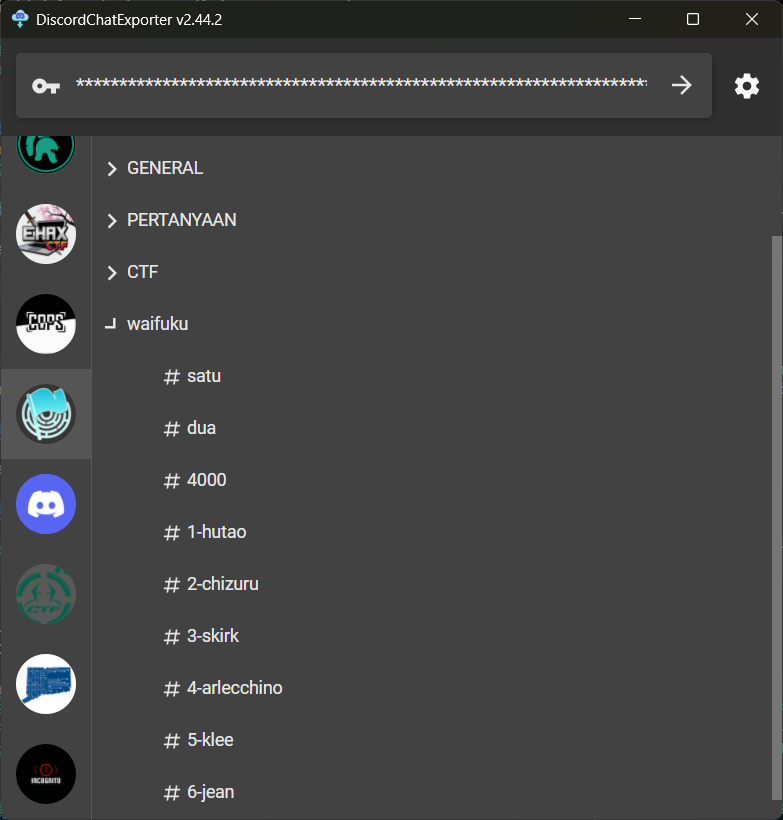 DiscordChatExporter v2.44.2
**********************************************************************
GENERAL
EHAX
CTF
PERTANYAAN
CTF
COPS
waifuku
# satu
# dua
# 4000
# 1-hutao
# 2-chizuru
CTF
# 3-skirk
# 4-arlecchino
# 5-klee
INCOGNITO
# 6-jean